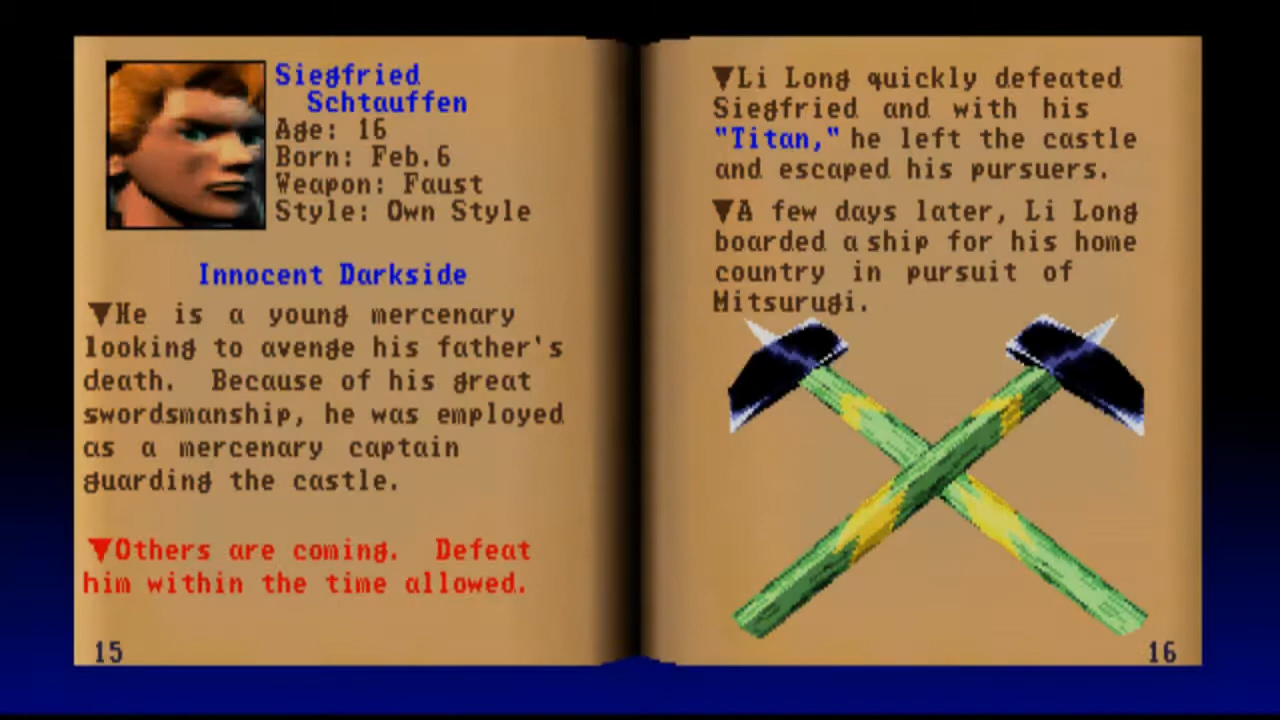 Siegfried
Schtauffen
Age: 16
Born: Feb.6
Weapon: Faust
Style: Own Style
Innocent Darkside
▼He is a young mercenary
looking to avenge his father's
death. Because of his great
swordsmanship, he was employed
as a mercenary captain
guarding the castle.
▼Others are coming. Defeat
him within the time allowed.
15
▼Li Long quickly defeated
Siegfried and with his
"Titan," he left the castle
and escaped his pursuers.
▼A few days later, Li Long
boarded a ship for his home
country in pursuit of
Mitsurugi.
16